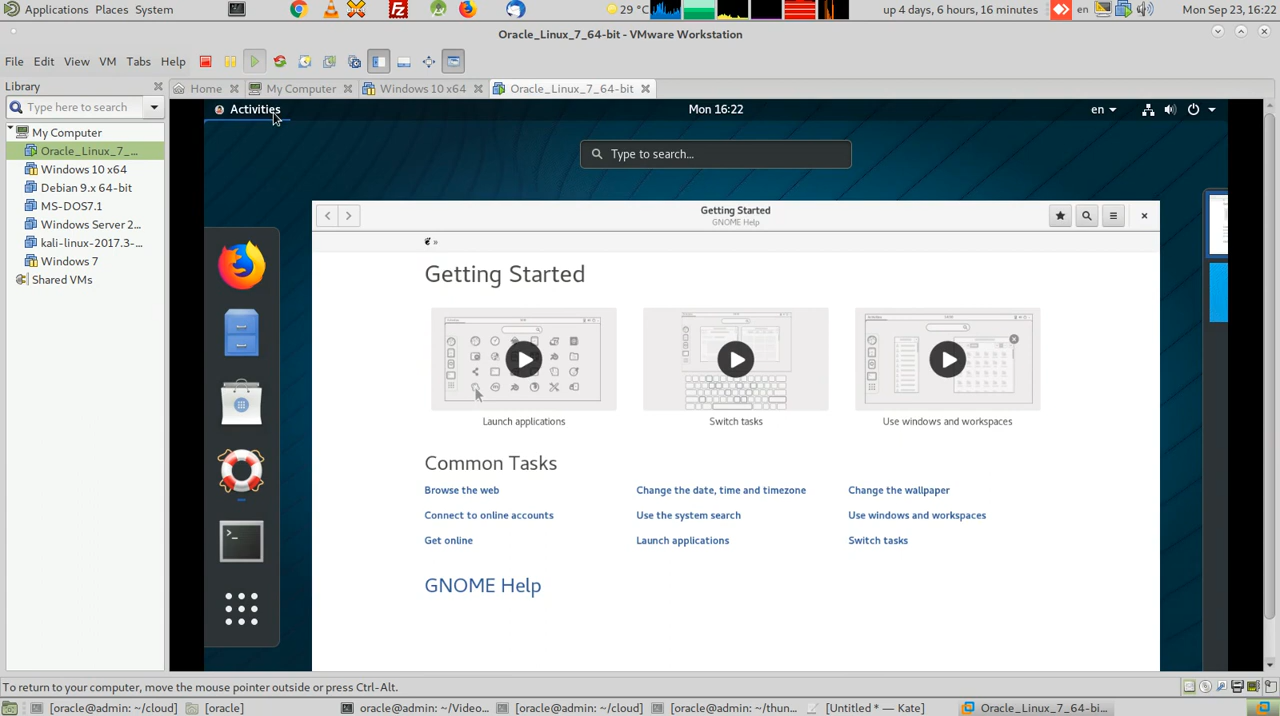 Applications Places System
29 °C
up 4 days, 6 hours, 16 minutes
en
Mon Sep 23, 16:22
Oracle_Linux_7_64-bit - VMware Workstation
File Edit View VM Tabs Help
Library
Home
My Computer
Windows 10 x64
Oracle_Linux_7_64-bit
Type here to search
My Computer
Oracle_Linux_7_...
Windows 10 x64
Debian 9.x 64-bit
MS-DOS7.1
Windows Server 2...
kali-linux-2017.3-...
Windows 7
Shared VMs
Activities
Mon 16:22
en
Type to search...
Getting Started
GNOME Help
Getting Started
Launch applications
Switch tasks
Use windows and workspaces
Common Tasks
Browse the web
Change the date, time and timezone
Change the wallpaper
Connect to online accounts
Use the system search
Use windows and workspaces
Get online
Launch applications
Switch tasks
GNOME Help
To return to your computer, move the mouse pointer outside or press Ctrl-Alt.
[oracle@admin: ~/cloud]
[oracle]
oracle@admin: ~/Video...
[oracle@admin: ~/cloud]
[oracle@admin: ~/thun...
[Untitled * — Kate]
Oracle_Linux_7_64-bi...